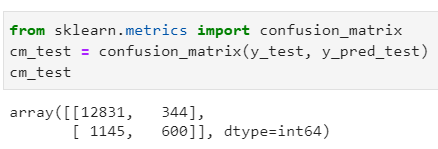 from sklearn.metrics import confusion_matrix
cm_test = confusion_matrix(y_test, y_pred_test)
cm_test
array([[12831,   344],
       [ 1145,   600]], dtype=int64)